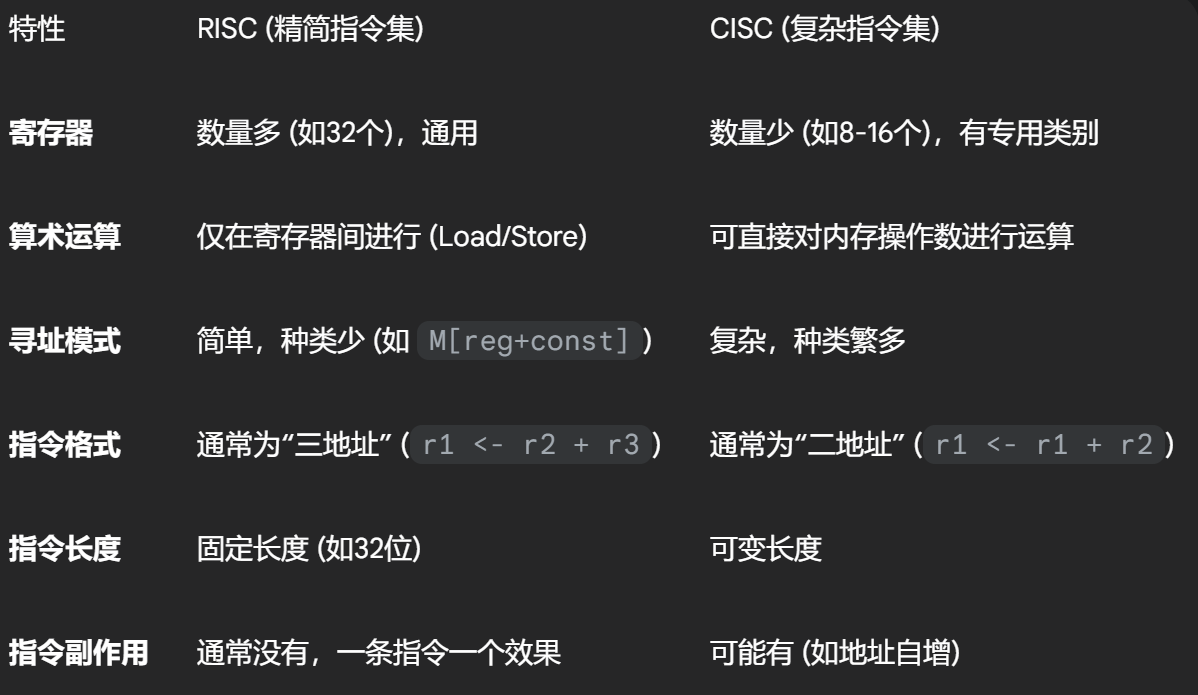 特性 RISC (精简指令集) CISC (复杂指令集)
寄存器 数量多 (如32个)，通用 数量少 (如8-16个)，有专用类别
算术运算 仅在寄存器间进行 (Load/Store) 可直接对内存操作数进行运算
寻址模式 简单，种类少 (如 M[reg+const] ) 复杂，种类繁多
指令格式 通常为“三地址” ( r1 <- r2 + r3 ) 通常为“二地址” ( r1 <- r1 + r2 )
指令长度 固定长度 (如32位) 可变长度
指令副作用 通常没有，一条指令一个效果 可能有 (如地址自增)